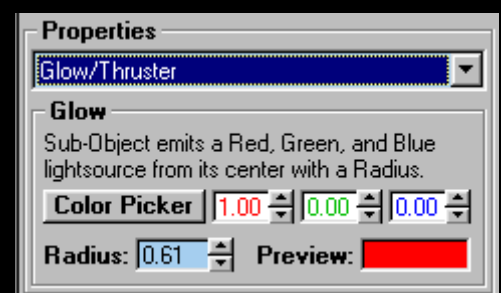 Properties
Glow/Thruster
Glow
Sub-Object emits a Red, Green, and Blue
lightsource from its center with a Radius.
Color Picker 1.00 0.00 0.00
Radius: 0.61 Preview: